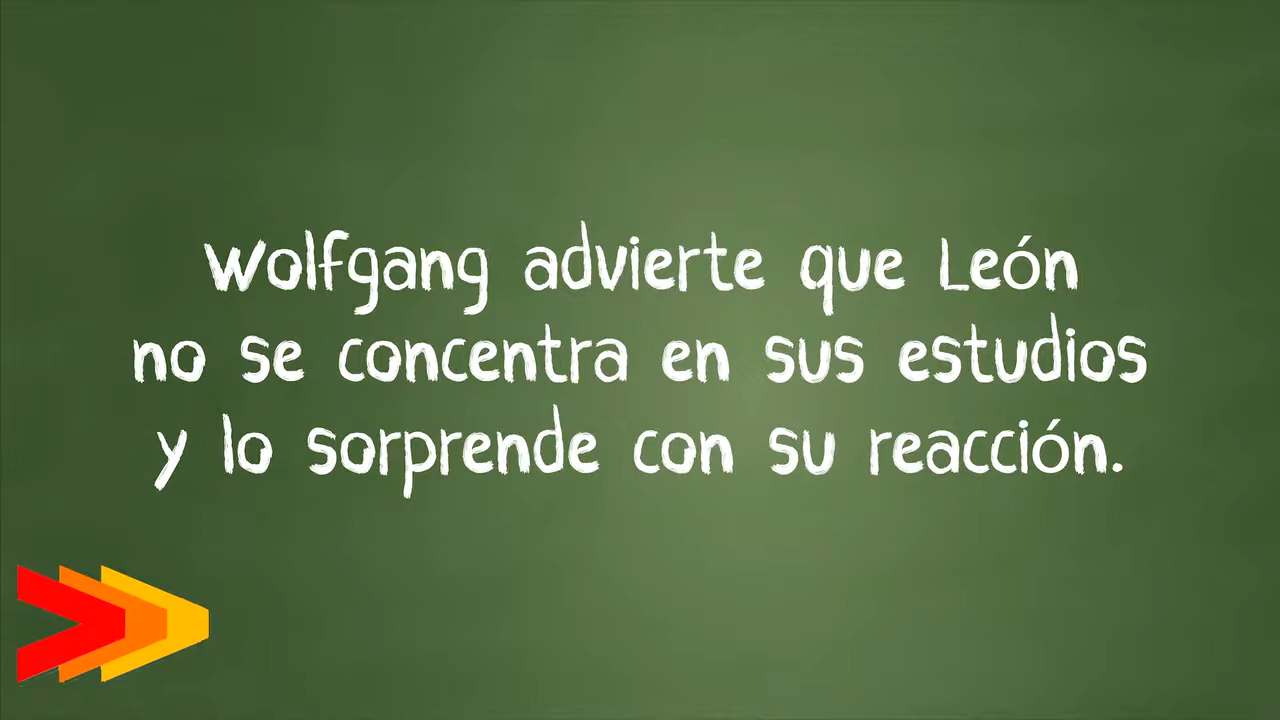 Wolfgang advierte que León
no se concentra en sus estudios
y lo sorprende con su reacción.